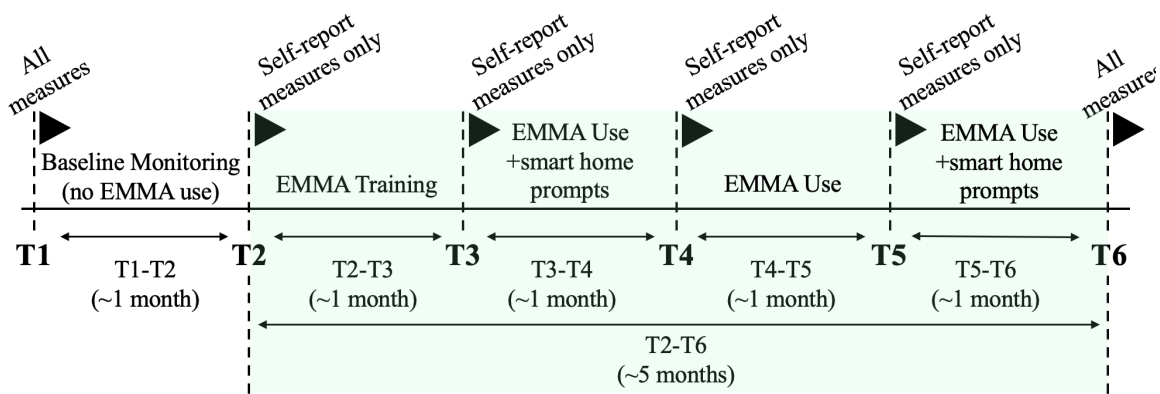 All
measures
Self-report
measures only
Self-report
measures only
Self-report
measures only
Self-report
measures only
All
measures
Baseline Monitoring
(no EMMA use)
EMMA Training
EMMA Use
+smart home
prompts
EMMA Use
EMMA Use
+smart home
prompts
T1
T2
T3
T4
T5
T6
T1-T2
(~1 month)
T2-T3
(~1 month)
T3-T4
(~1 month)
T4-T5
(~1 month)
T5-T6
(~1 month)
T2-T6
(~5 months)